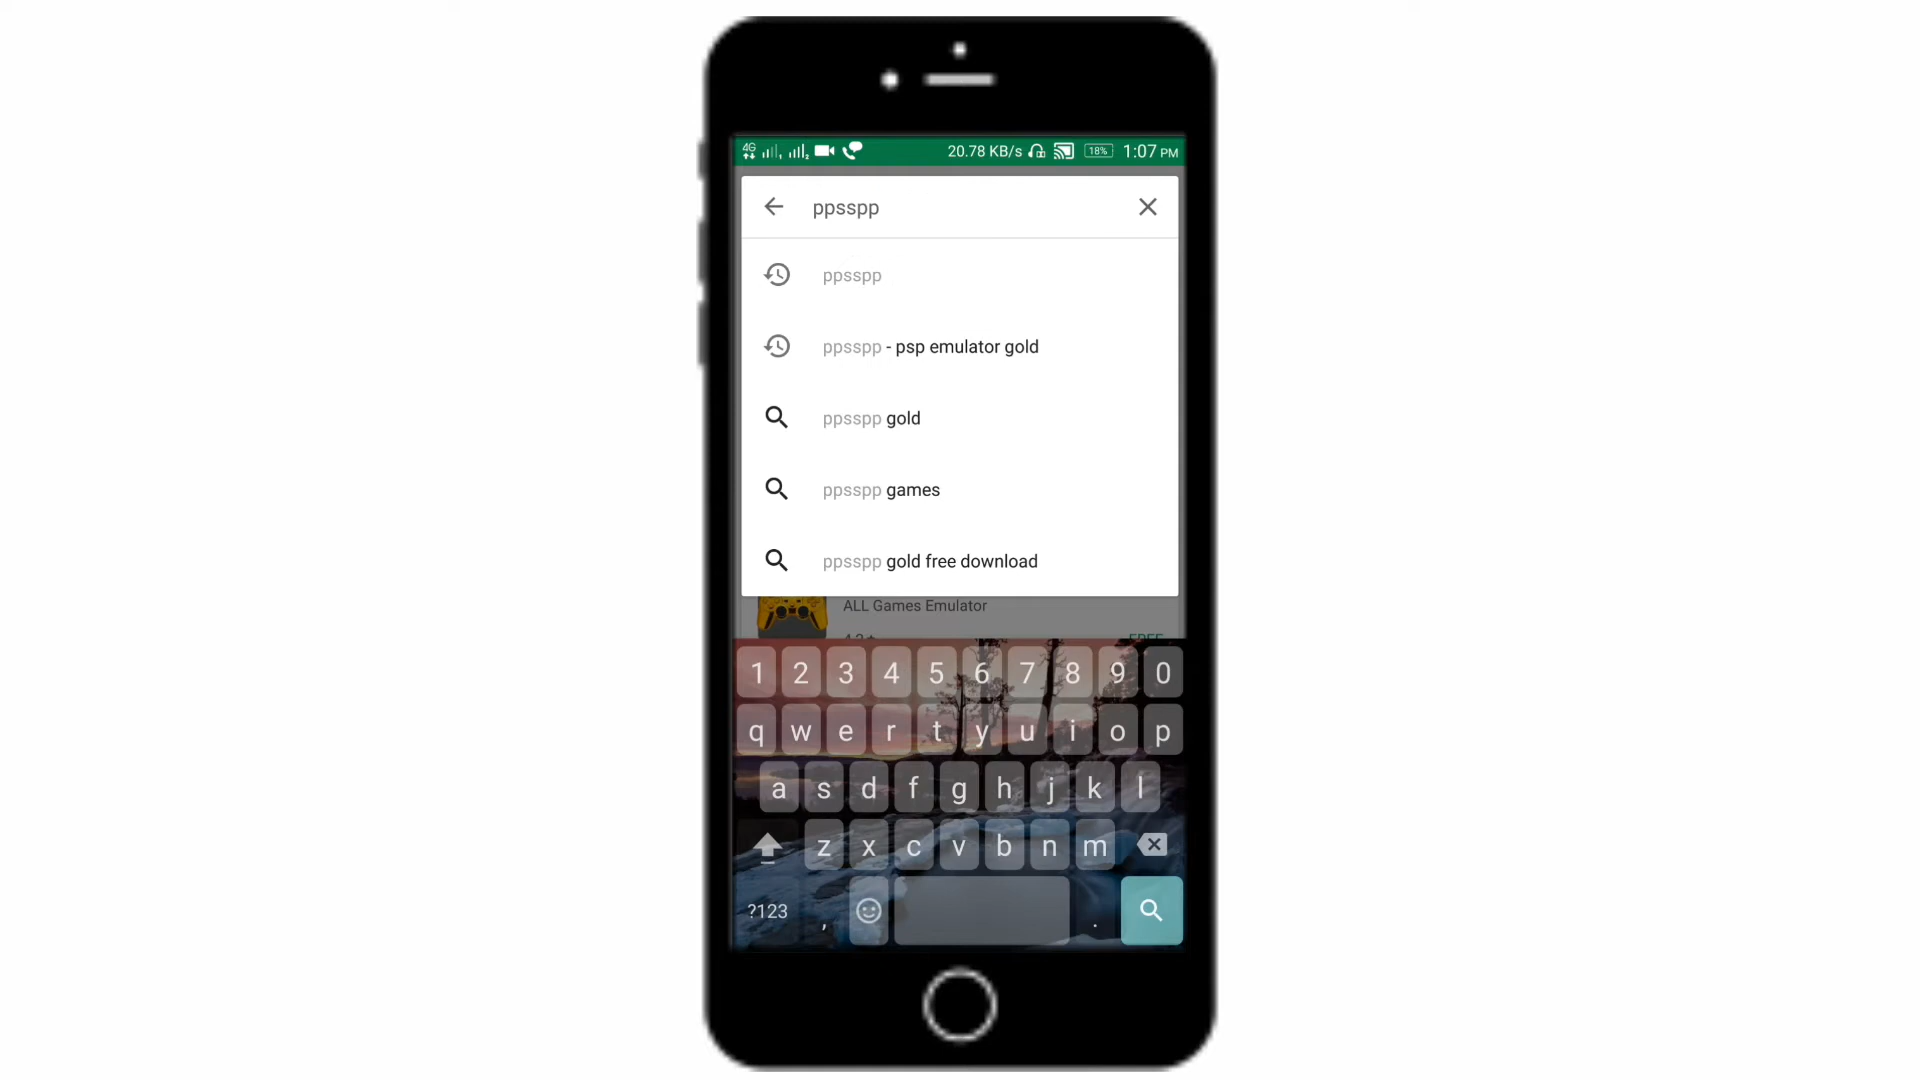 4G 20.78 KB/s 18% 1:07 PM
ppsspp
ppsspp
ppsspp - psp emulator gold
ppsspp gold
ppsspp games
ppsspp gold free download
ALL Games Emulator
1 2 3 4 5 6 7 8 9 0
q w e r t y u i o p
a s d f g h j k l
z x c v b n m
?123 , .